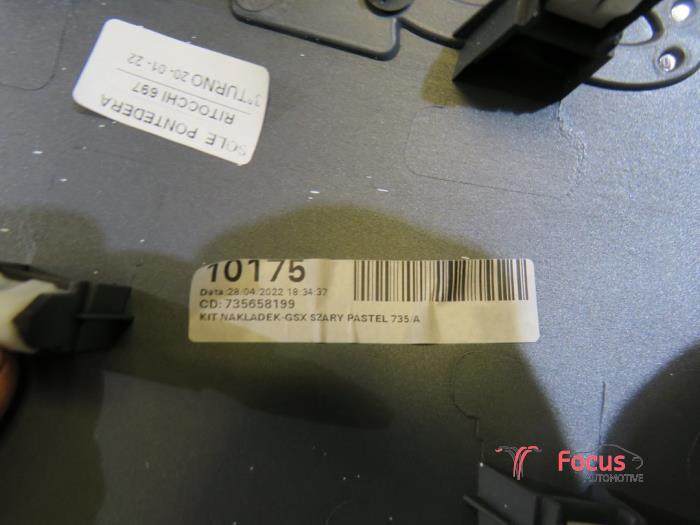 SOLE PONTEDERA
RITOCCHI 697
3°TURNO 20-01-22
10175
Data:28.04.2022 18:34:37
CD: 735658199
KIT NAKLADEK-GSX SZARY PASTEL 735/A
Focus
AUTOMOTIVE